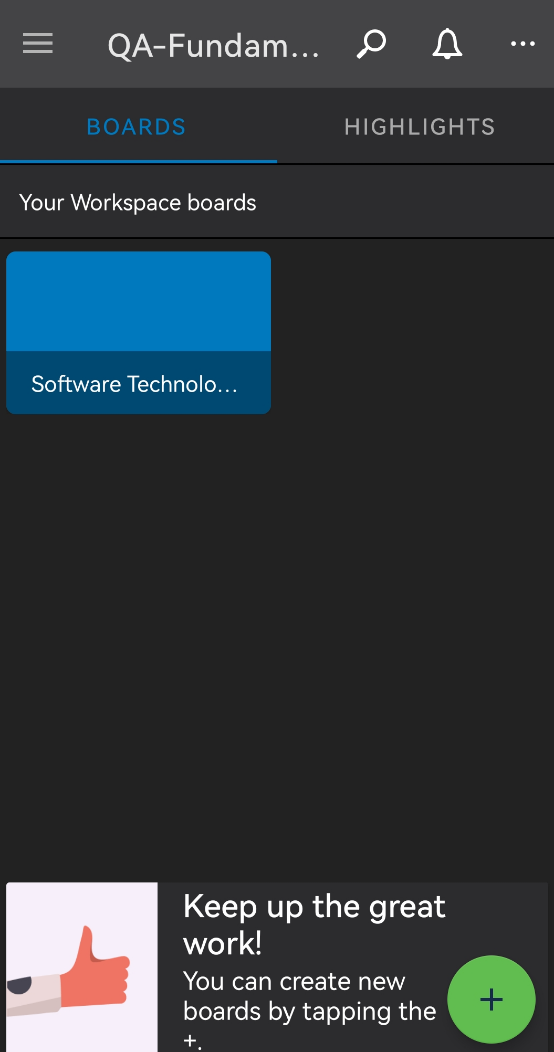 QA-Fundam...
BOARDS
HIGHLIGHTS
Your Workspace boards
Software Technolo...
Keep up the great
work!
You can create new
boards by tapping the
+.